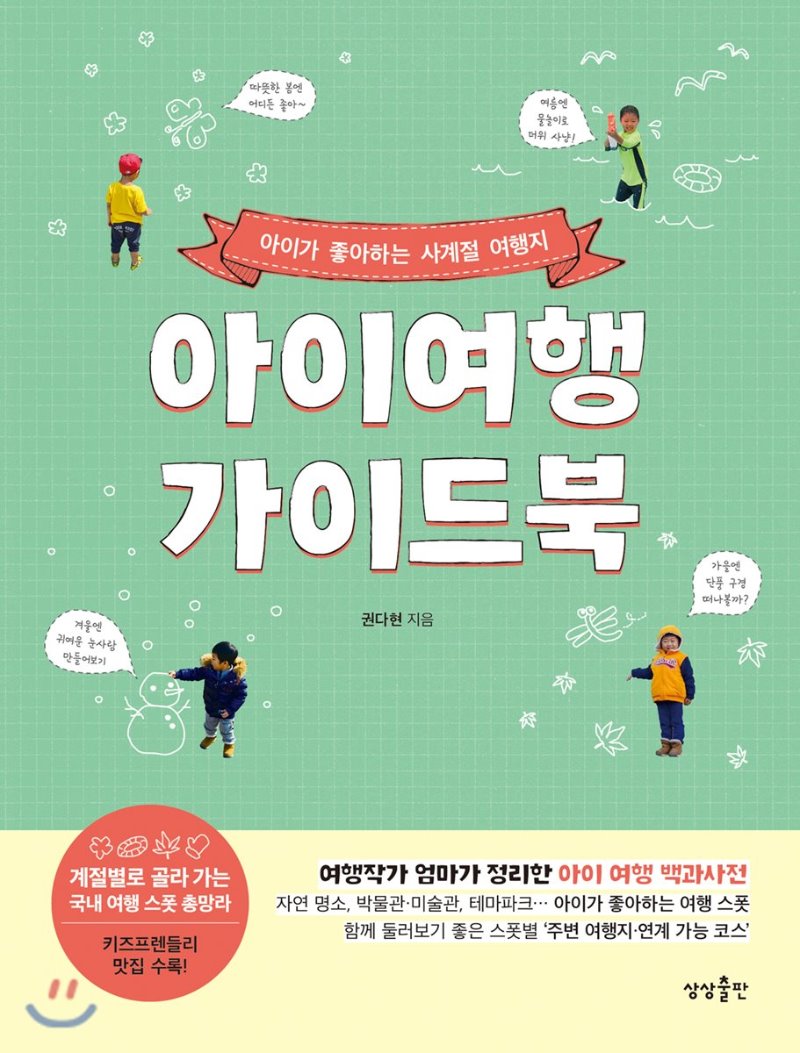 따뜻한 봄엔
어디든 좋아~
여름엔
물놀이로
더위 사냥!
아이가 좋아하는 사계절 여행지
아이여행
가이드북
권다현 지음
가을엔
단풍 구경
떠나볼까?
겨울엔
귀여운 눈사람
만들어보기
계절별로 골라 가는
국내 여행 스폿 총망라
키즈프렌들리
맛집 수록!
여행작가 엄마가 정리한 아이 여행 백과사전
자연 명소, 박물관·미술관, 테마파크… 아이가 좋아하는 여행 스폿
함께 둘러보기 좋은 스폿별 ‘주변 여행지·연계 가능 코스’
상상출판